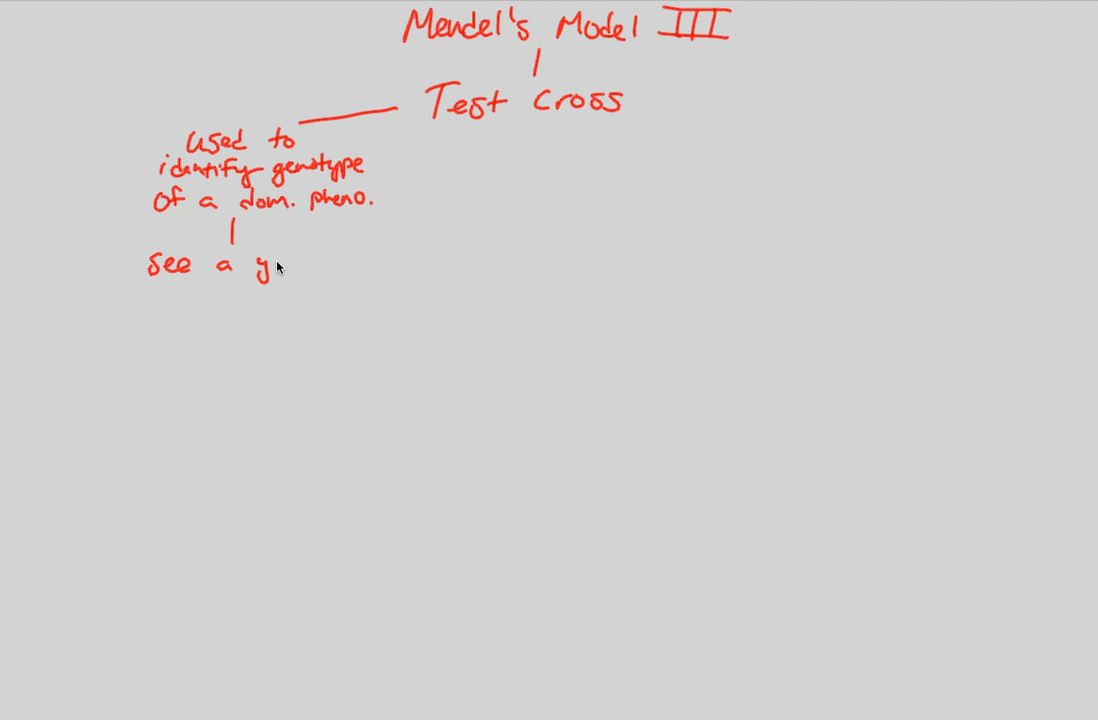 Mendel's Model III
Test Cross
used to
identify genotype
of a dom. pheno.
see a y